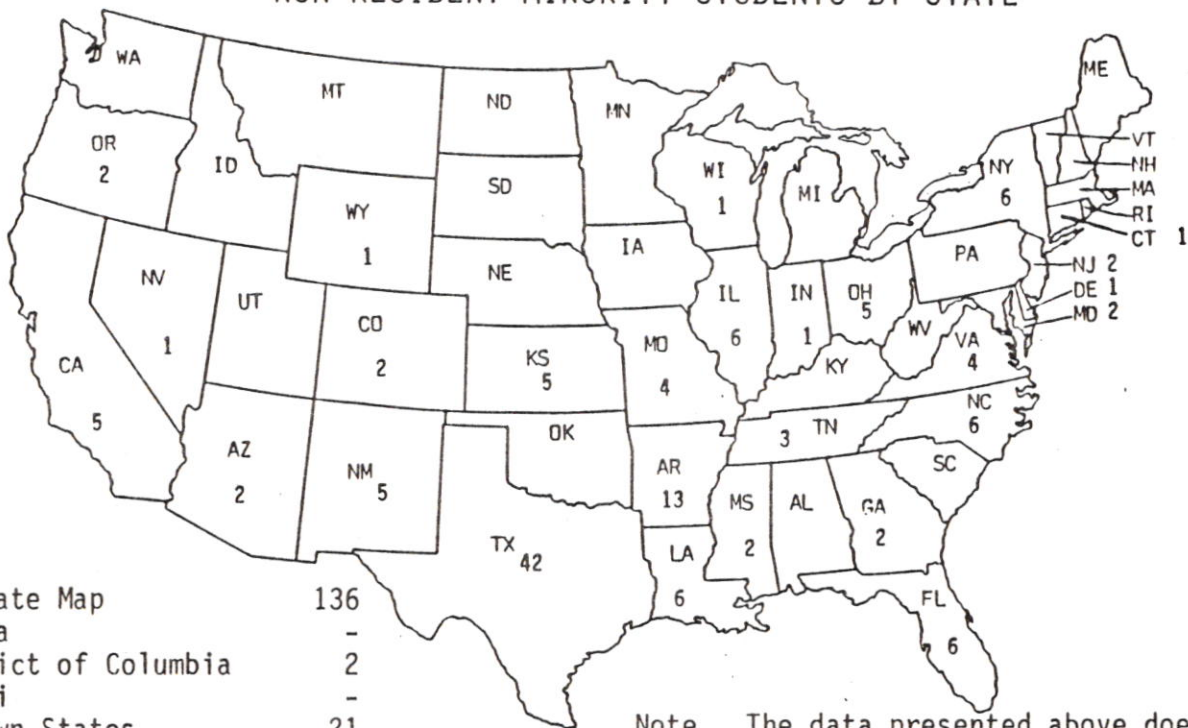 NON-RESIDENT MINORITY STUDENTS BY STATE
WA
MT
ND
MN
ME
OR
2
ID
SD
WI
1
MI
NY
6
VT
NH
MA
RI
CT 1
WY
1
NV
1
UT
NE
IA
PA
NJ 2
DE 1
MD 2
CA
5
CO
2
KS
5
MO
4
IL
6
IN
1
OH
5
WV
VA
4
KY
AZ
2
NM 5
OK
AR
13
3 TN
NC
6
SC
TX 42
LA
6
MS
2
AL
GA
2
FL
6
ate Map 136
a -
ict of Columbia 2
i -
wn States 21
Note. The data presented above doe